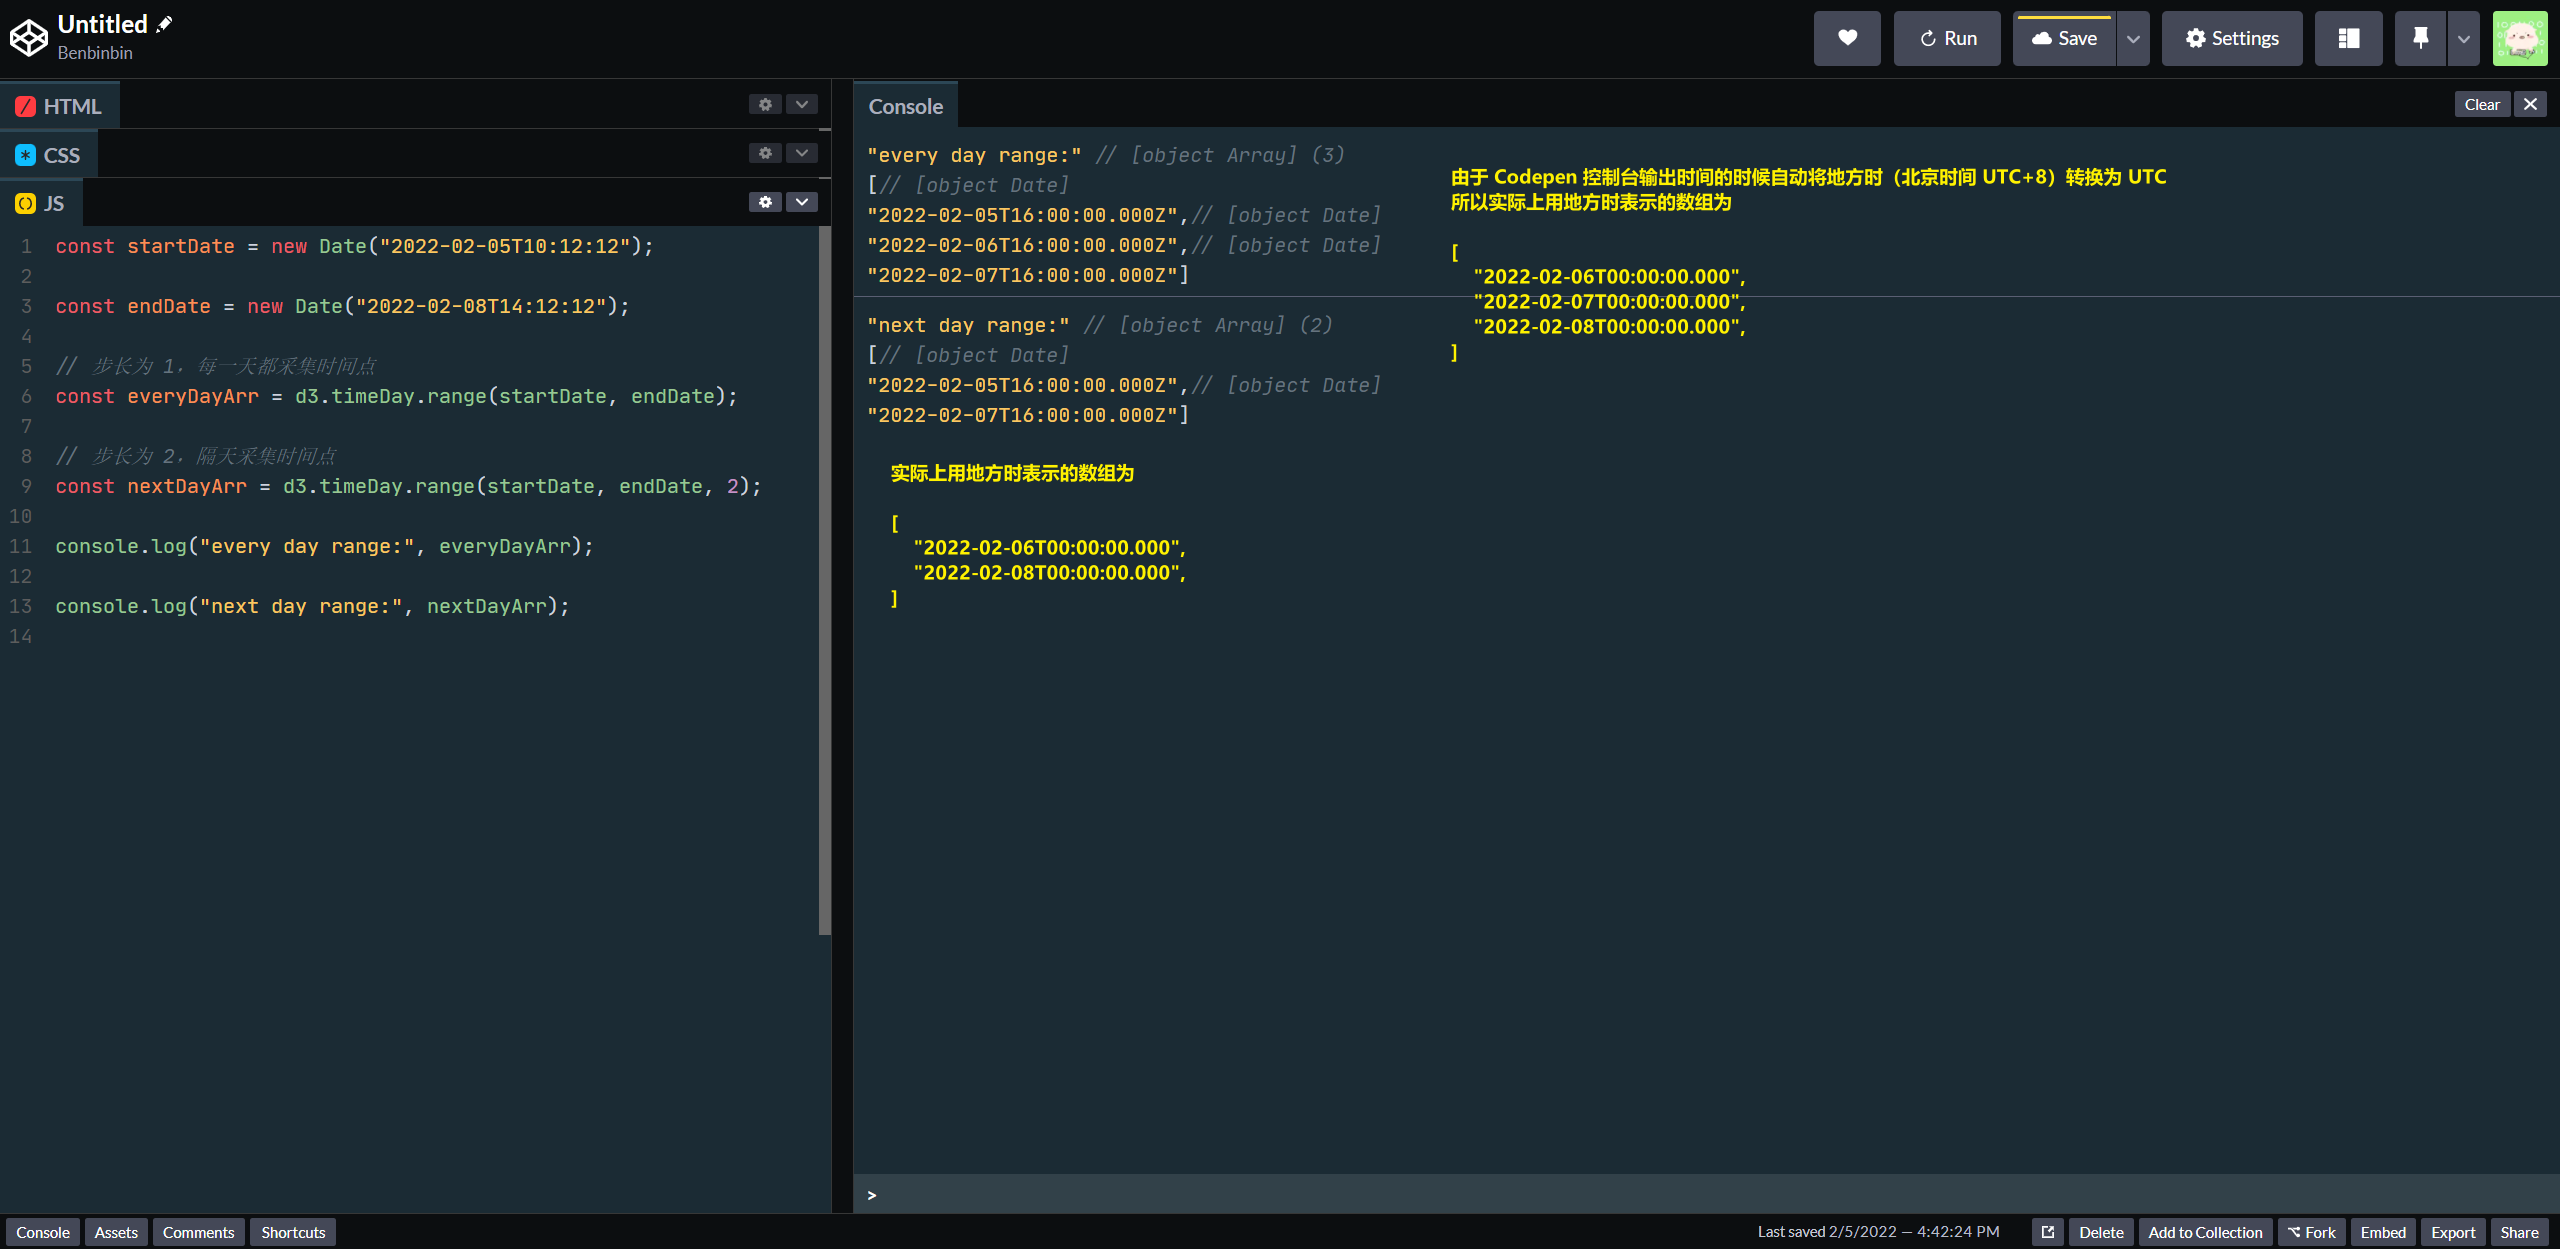 Untitled
Benbinbin
Run
Save
Settings
HTML
CSS
JS
1 const startDate = new Date("2022-02-05T10:12:12");
2
3 const endDate = new Date("2022-02-08T14:12:12");
4
5 // 步长为 1，每一天都采集时间点
6 const everyDayArr = d3.timeDay.range(startDate, endDate);
7
8 // 步长为 2，隔天采集时间点
9 const nextDayArr = d3.timeDay.range(startDate, endDate, 2);
10
11 console.log("every day range:", everyDayArr);
12
13 console.log("next day range:", nextDayArr);
14
Console
Clear
"every day range:" // [object Array] (3)
[// [object Date]
"2022-02-05T16:00:00.000Z",// [object Date]
"2022-02-06T16:00:00.000Z",// [object Date]
"2022-02-07T16:00:00.000Z"]
由于 Codepen 控制台输出时间的时候自动将地方时（北京时间 UTC+8）转换为 UTC
所以实际上用地方时表示的数组为
[
"2022-02-06T00:00:00.000",
"2022-02-07T00:00:00.000",
"2022-02-08T00:00:00.000",
]
"next day range:" // [object Array] (2)
[// [object Date]
"2022-02-05T16:00:00.000Z",// [object Date]
"2022-02-07T16:00:00.000Z"]
实际上用地方时表示的数组为
[
"2022-02-06T00:00:00.000",
"2022-02-08T00:00:00.000",
]
>
Console
Assets
Comments
Shortcuts
Last saved 2/5/2022 — 4:42:24 PM
Delete
Add to Collection
Fork
Embed
Export
Share